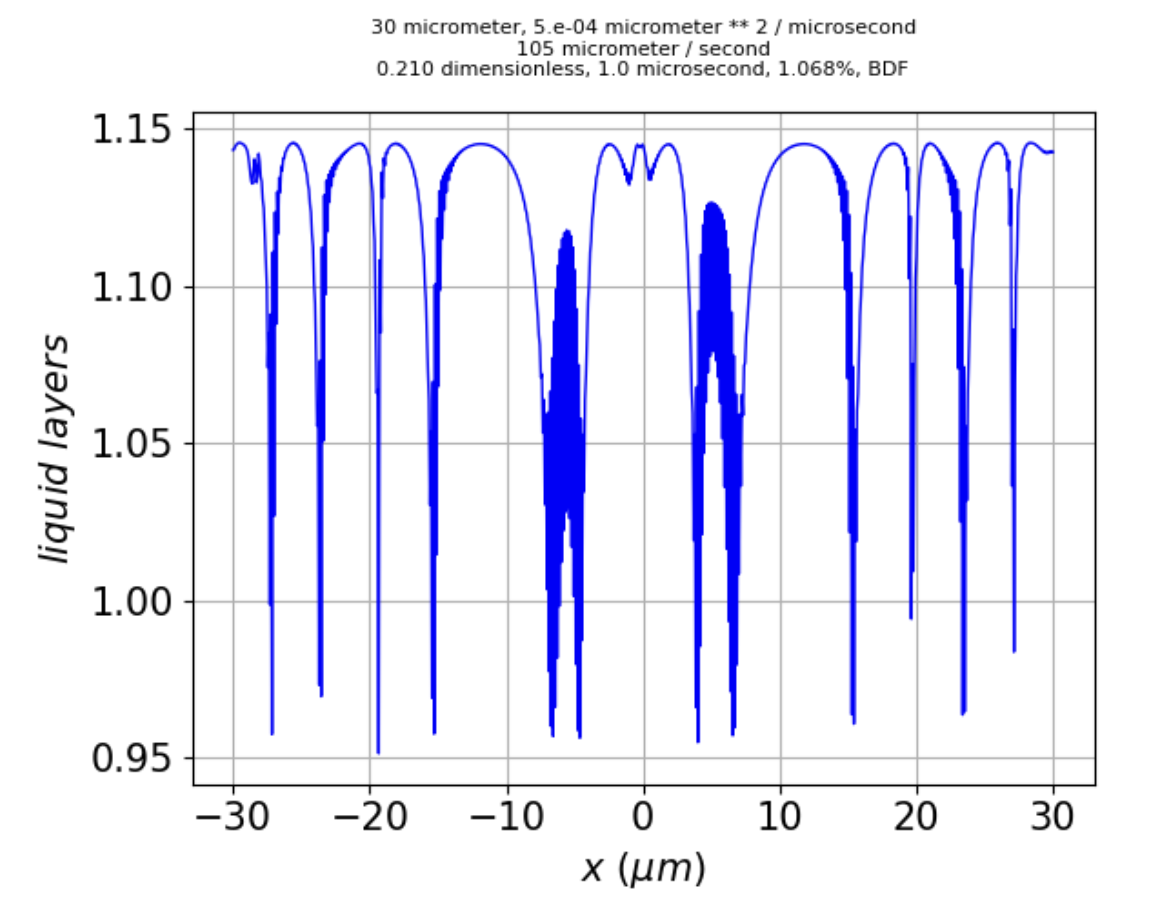 30 micrometer, 5.e-04 micrometer ** 2 / microsecond
105 micrometer / second
0.210 dimensionless, 1.0 microsecond, 1.068%, BDF
1.15
1.10
1.05
1.00
0.95
liquid layers
−30 −20 −10 0 10 20 30
x (μm)